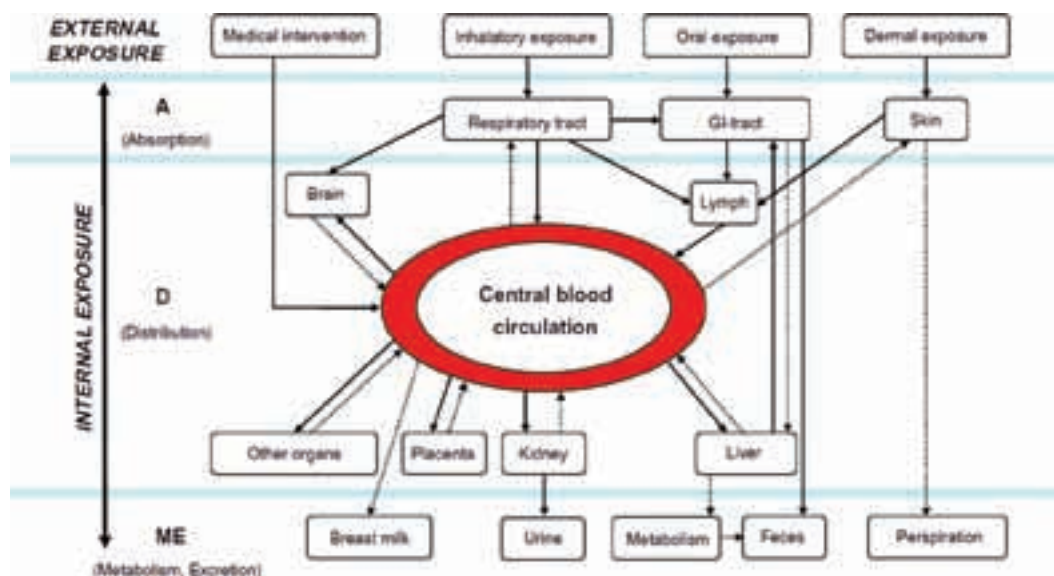 EXTERNAL
EXPOSURE
Medical intervention
Inhalatory exposure
Oral exposure
Dermal exposure
A
(Absorption)
Respiratory tract
GI-tract
Skin
Brain
Lymph
INTERNAL EXPOSURE
D
(Distribution)
Central blood
circulation
Other organs
Placenta
Kidney
Liver
ME
(Metabolism, Excretion)
Breast milk
Urine
Metabolism
Feces
Perspiration